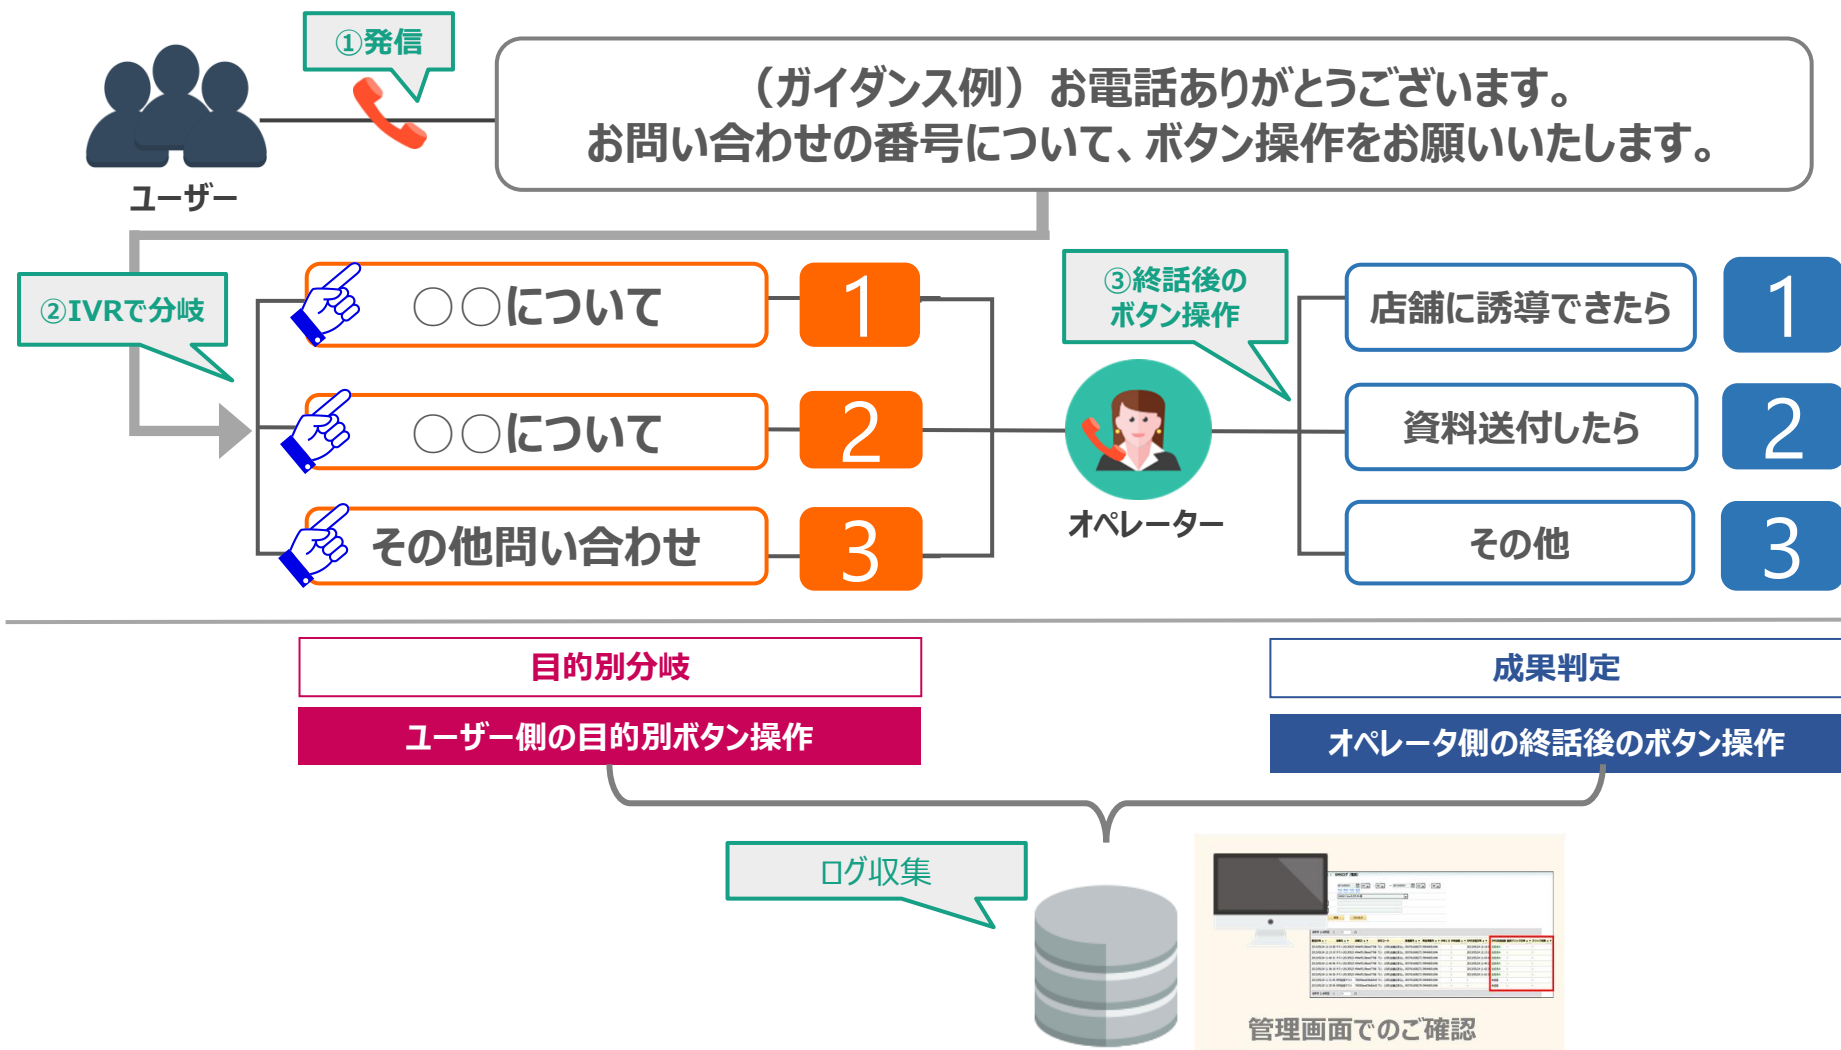 ①発信
（ガイダンス例）お電話ありがとうございます。
お問い合わせの番号について、ボタン操作をお願いいたします。
ユーザー
②IVRで分岐
○○について
1
○○について
2
その他問い合わせ
3
③終話後の
ボタン操作
オペレーター
店舗に誘導できたら
1
資料送付したら
2
その他
3
目的別分岐
ユーザー側の目的別ボタン操作
成果判定
オペレータ側の終話後のボタン操作
ログ収集
管理画面でのご確認